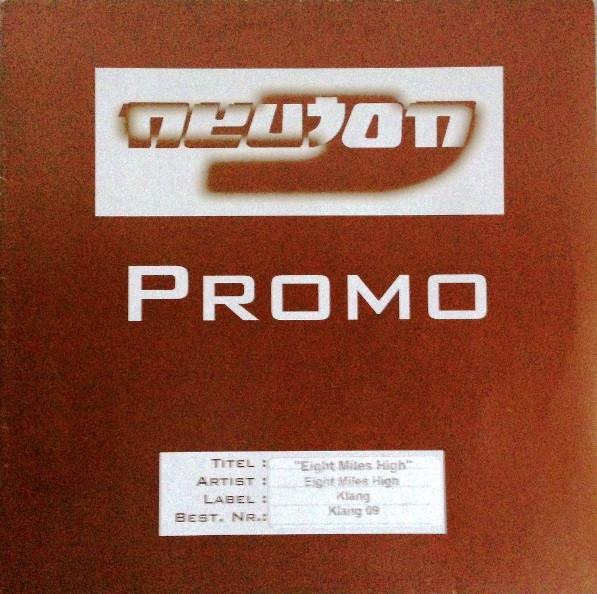 neuton
PROMO
TITEL : "Eight Miles High"
ARTIST : Eight Miles High
LABEL : Klang
BEST. NR.: Klang 09